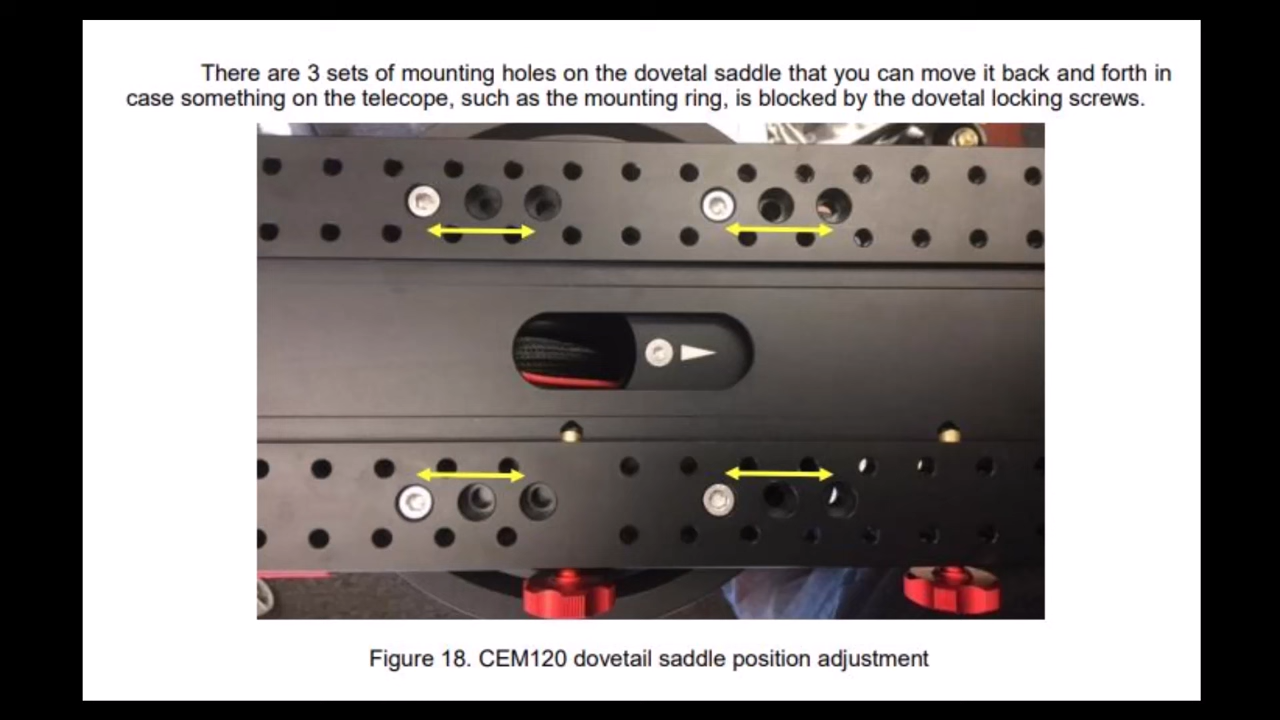 There are 3 sets of mounting holes on the dovetal saddle that you can move it back and forth in
case something on the telecope, such as the mounting ring, is blocked by the dovetal locking screws.
Figure 18. CEM120 dovetail saddle position adjustment